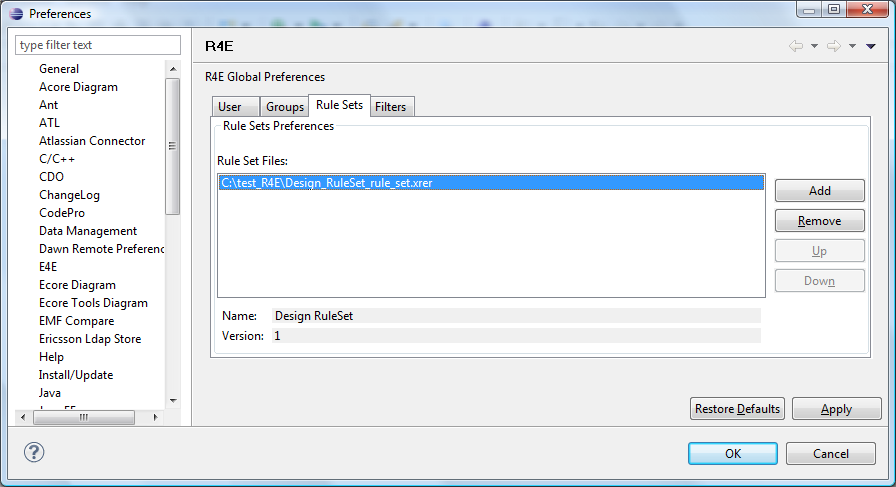 Preferences
type filter text
General
Acore Diagram
Ant
ATL
Atlassian Connector
C/C++
CDO
ChangeLog
CodePro
Data Management
Dawn Remote Preferenc
E4E
Ecore Diagram
Ecore Tools Diagram
EMF Compare
Ericsson Ldap Store
Help
Install/Update
Java
R4E
R4E Global Preferences
User Groups Rule Sets Filters
Rule Sets Preferences
Rule Set Files:
C:\test_R4E\Design_RuleSet_rule_set.xrer
Add
Remove
Up
Down
Name: Design RuleSet
Version: 1
Restore Defaults Apply
OK Cancel